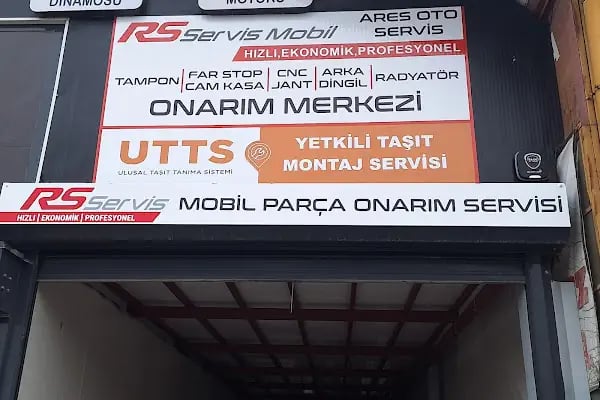 DİNAMOSU
MOTORU
RS Servis Mobil
ARES OTO
SERVİS
HIZLI,EKONOMİK,PROFESYONEL
TAMPON | FAR STOP | CNC | ARKA | RADYATÖR
CAM KASA | JANT | DİNGİL
ONARIM MERKEZİ
UTTS
ULUSAL TAŞIT TANIMA SİSTEMİ
YETKİLİ TAŞIT
MONTAJ SERVİSİ
RS Servis
HIZLI | EKONOMİK | PROFESYONEL
MOBİL PARÇA ONARIM SERVİSİ